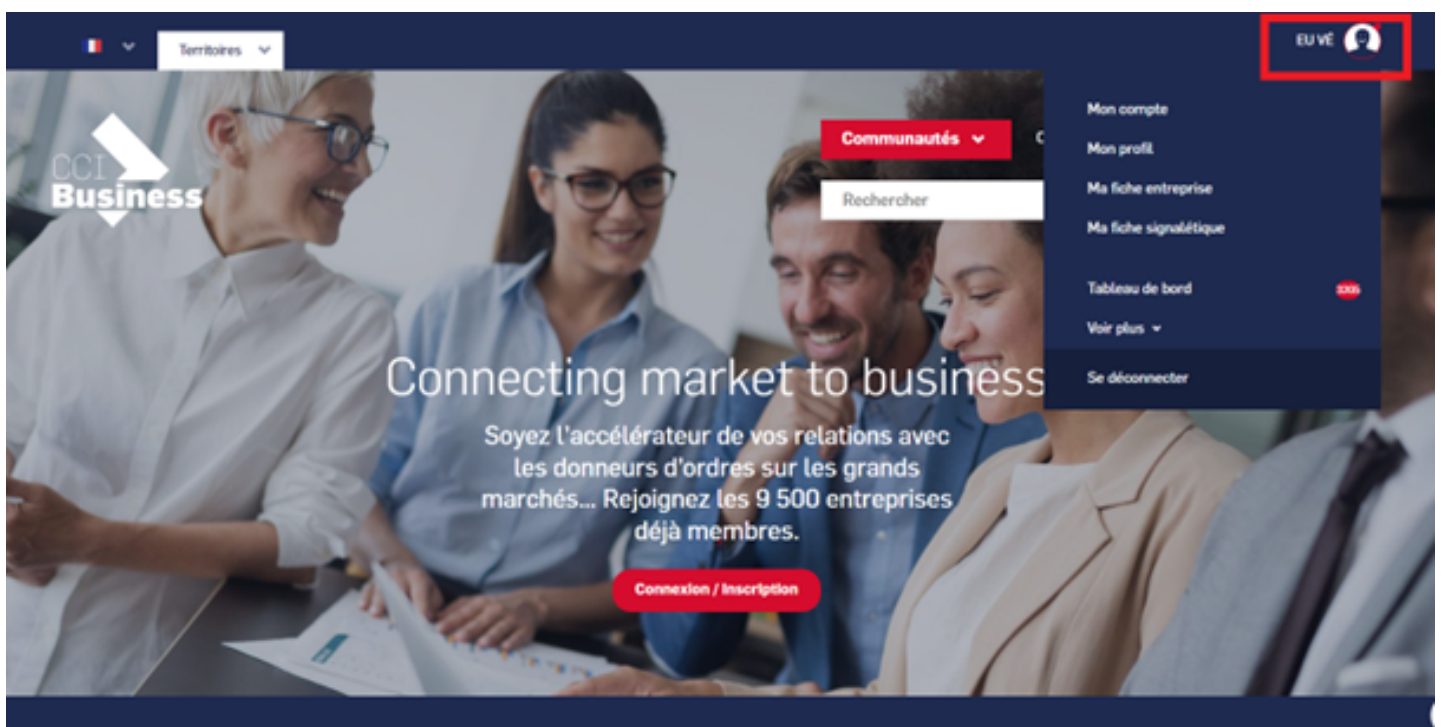 Territoires
EU VÉ
CCI
Business
Communautés
Rechercher
Mon compte
Mon profil
Ma fiche entreprise
Ma fiche signalétique
Tableau de bord
Voir plus
Se déconnecter
Connecting market to business
Soyez l'accélérateur de vos relations avec
les donneurs d'ordres sur les grands
marchés... Rejoignez les 9 500 entreprises
déjà membres.
Connexion / Inscription